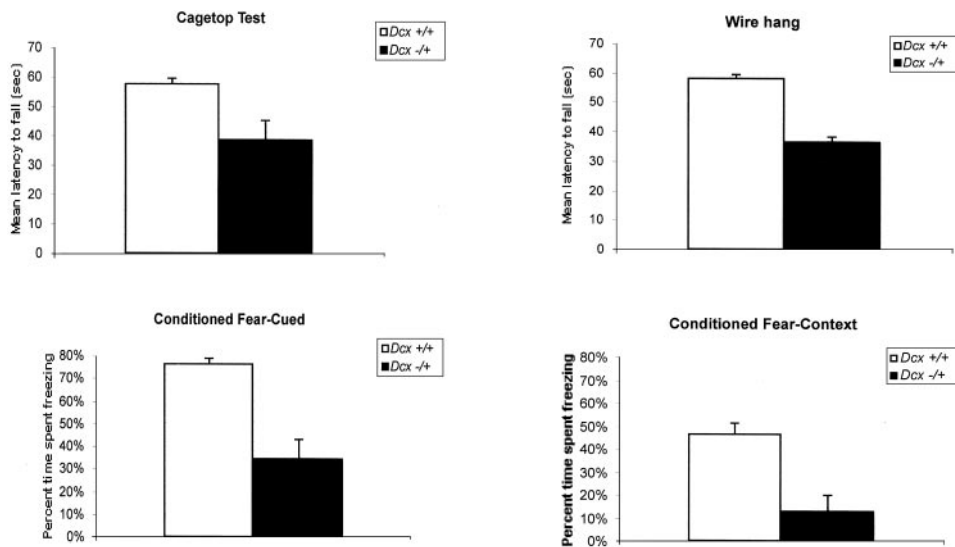 Cagetop Test
Dcx +/+
Dcx -/+
Mean latency to fall (sec)
70
60
50
40
30
20
10
0
Wire hang
Dcx +/+
Dcx -/+
Mean latency to fall (sec)
70
60
50
40
30
20
10
0
Conditioned Fear-Cued
Dcx +/+
Dcx -/+
Percent time spent freezing
80%
70%
60%
50%
40%
30%
20%
10%
0%
Conditioned Fear-Context
Dcx +/+
Dcx -/+
Percent time spent freezing
80%
70%
60%
50%
40%
30%
20%
10%
0%